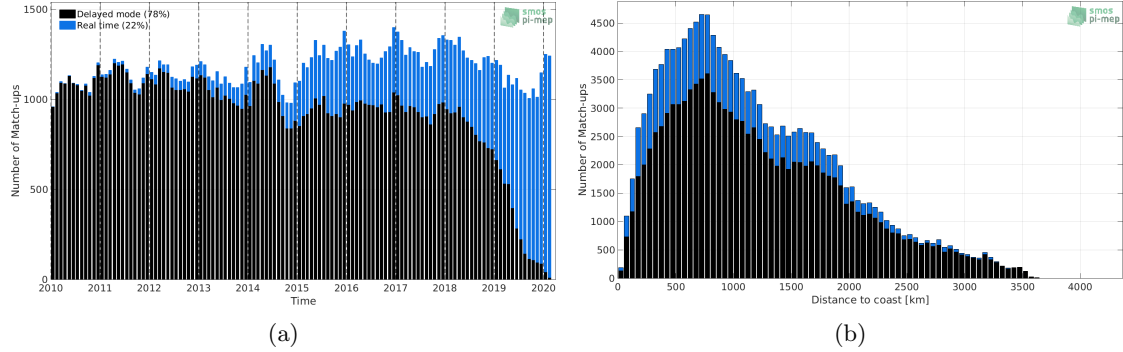 Delayed mode (78%)
Real time (22%)
smos
pi-mep
Number of Match-ups
1500
1000
500
0
2010 2011 2012 2013 2014 2015 2016 2017 2018 2019 2020
Time
(a)
smos
pi-mep
Number of Match-ups
4500
4000
3500
3000
2500
2000
1500
1000
500
0
0 500 1000 1500 2000 2500 3000 3500 4000
Distance to coast [km]
(b)